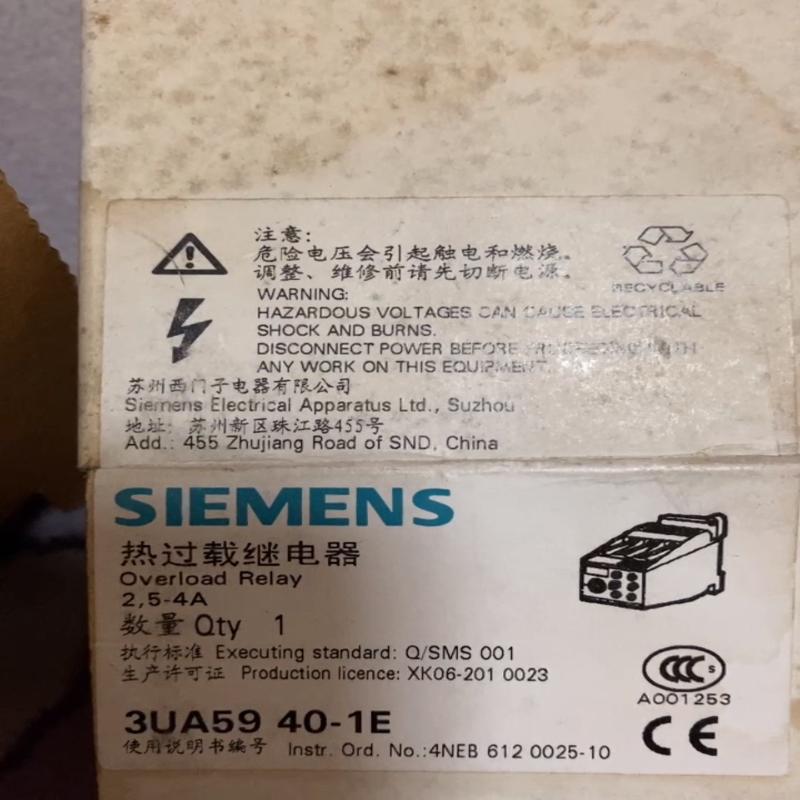 注意:
危险电压会引起触电和燃烧。
调整、维修前请先切断电源。
RECYCLABLE
WARNING:
HAZARDOUS VOLTAGES CAN CAUSE ELECTRICAL
SHOCK AND BURNS.
DISCONNECT POWER BEFORE PROCEEDING WITH
ANY WORK ON THIS EQUIPMENT.
苏州西门子电器有限公司
Siemens Electrical Apparatus Ltd., Suzhou
地址: 苏州新区珠江路455号
Add.: 455 Zhujiang Road of SND, China
SIEMENS
热过载继电器
Overload Relay
2,5-4A
数量 Qty 1
执行标准 Executing standard: Q/SMS 001
生产许可证 Production licence: XK06-201 0023
CCC S
A001253
3UA59 40-1E
CE
使用说明书编号 Instr. Ord. No.:4NEB 612 0025-10